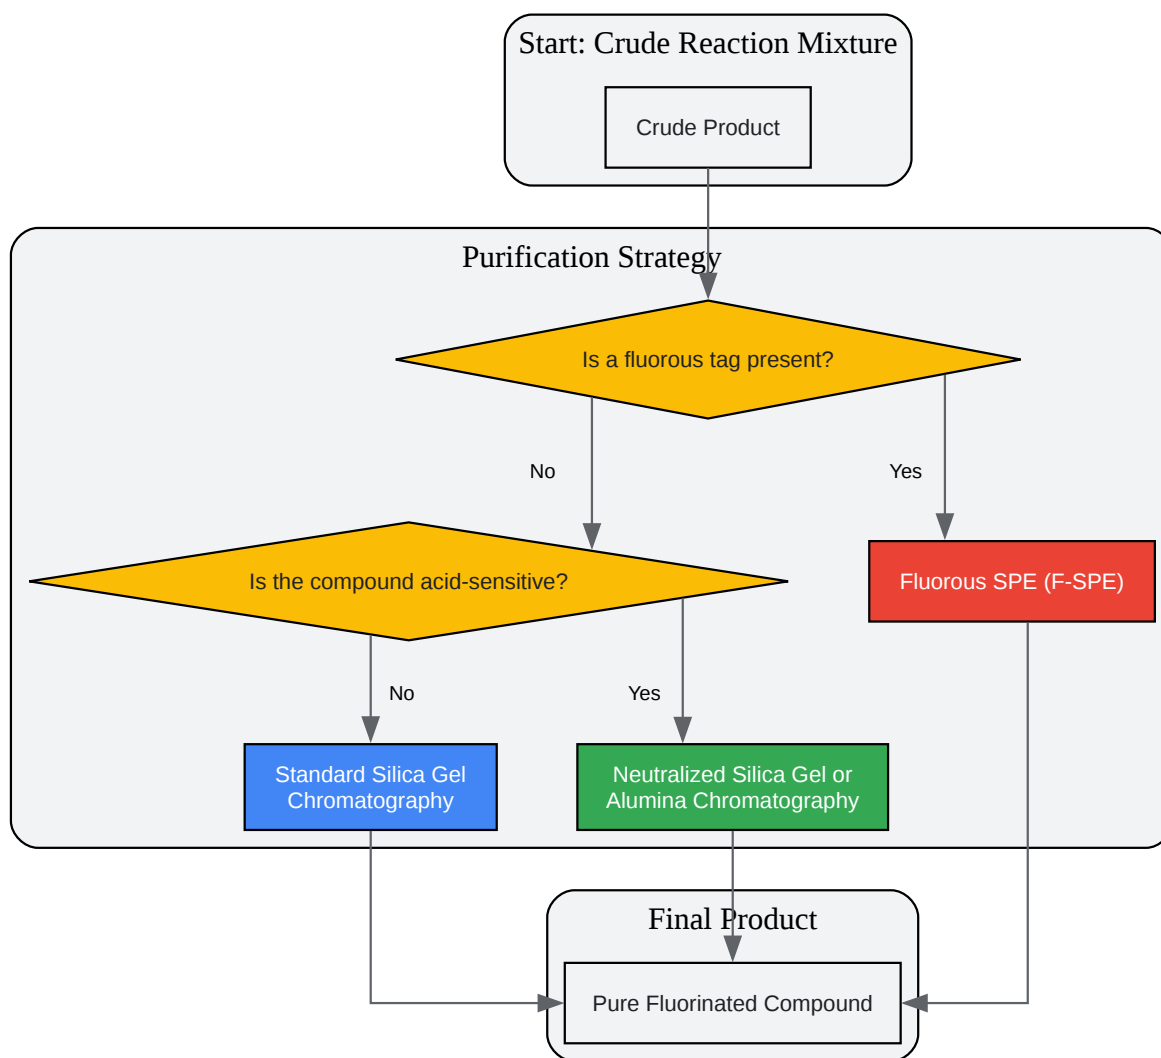 Start: Crude Reaction Mixture
Crude Product
Purification Strategy
Is a fluorous tag present?
No
Yes
Is the compound acid-sensitive?
Fluorous SPE (F-SPE)
No
Yes
Standard Silica Gel
Chromatography
Neutralized Silica Gel or
Alumina Chromatography
Final Product
Pure Fluorinated Compound